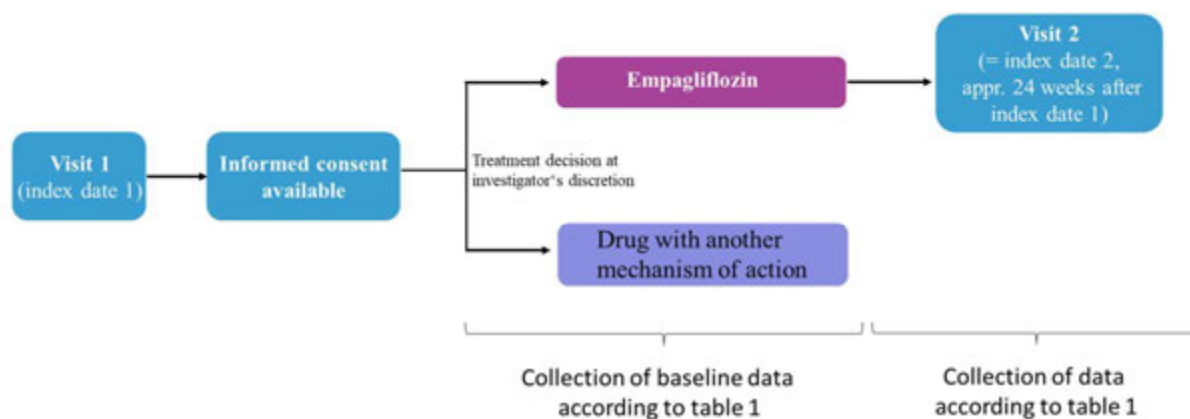 Visit 1
(index date 1)
Informed consent
available
Treatment decision at
investigator's discretion
Empagliflozin
Drug with another
mechanism of action
Visit 2
(= index date 2,
appr. 24 weeks after
index date 1)
Collection of baseline data
according to table 1
Collection of data
according to table 1